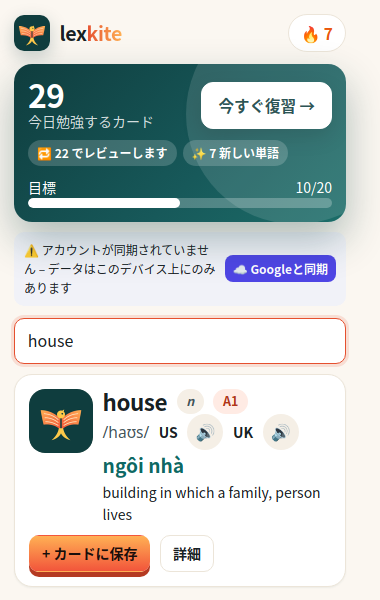 lexkite
🔥 7
29
今日勉強するカード
今すぐ復習 →
🔁 22 でレビューします
✨ 7 新しい単語
目標
10/20
⚠️ アカウントが同期されていませ
ん – データはこのデバイス上にのみ
あります
☁️ Googleと同期
house
house n A1
/haʊs/ US 🔊 UK 🔊
ngôi nhà
building in which a family, person
lives
+ カードに保存
詳細